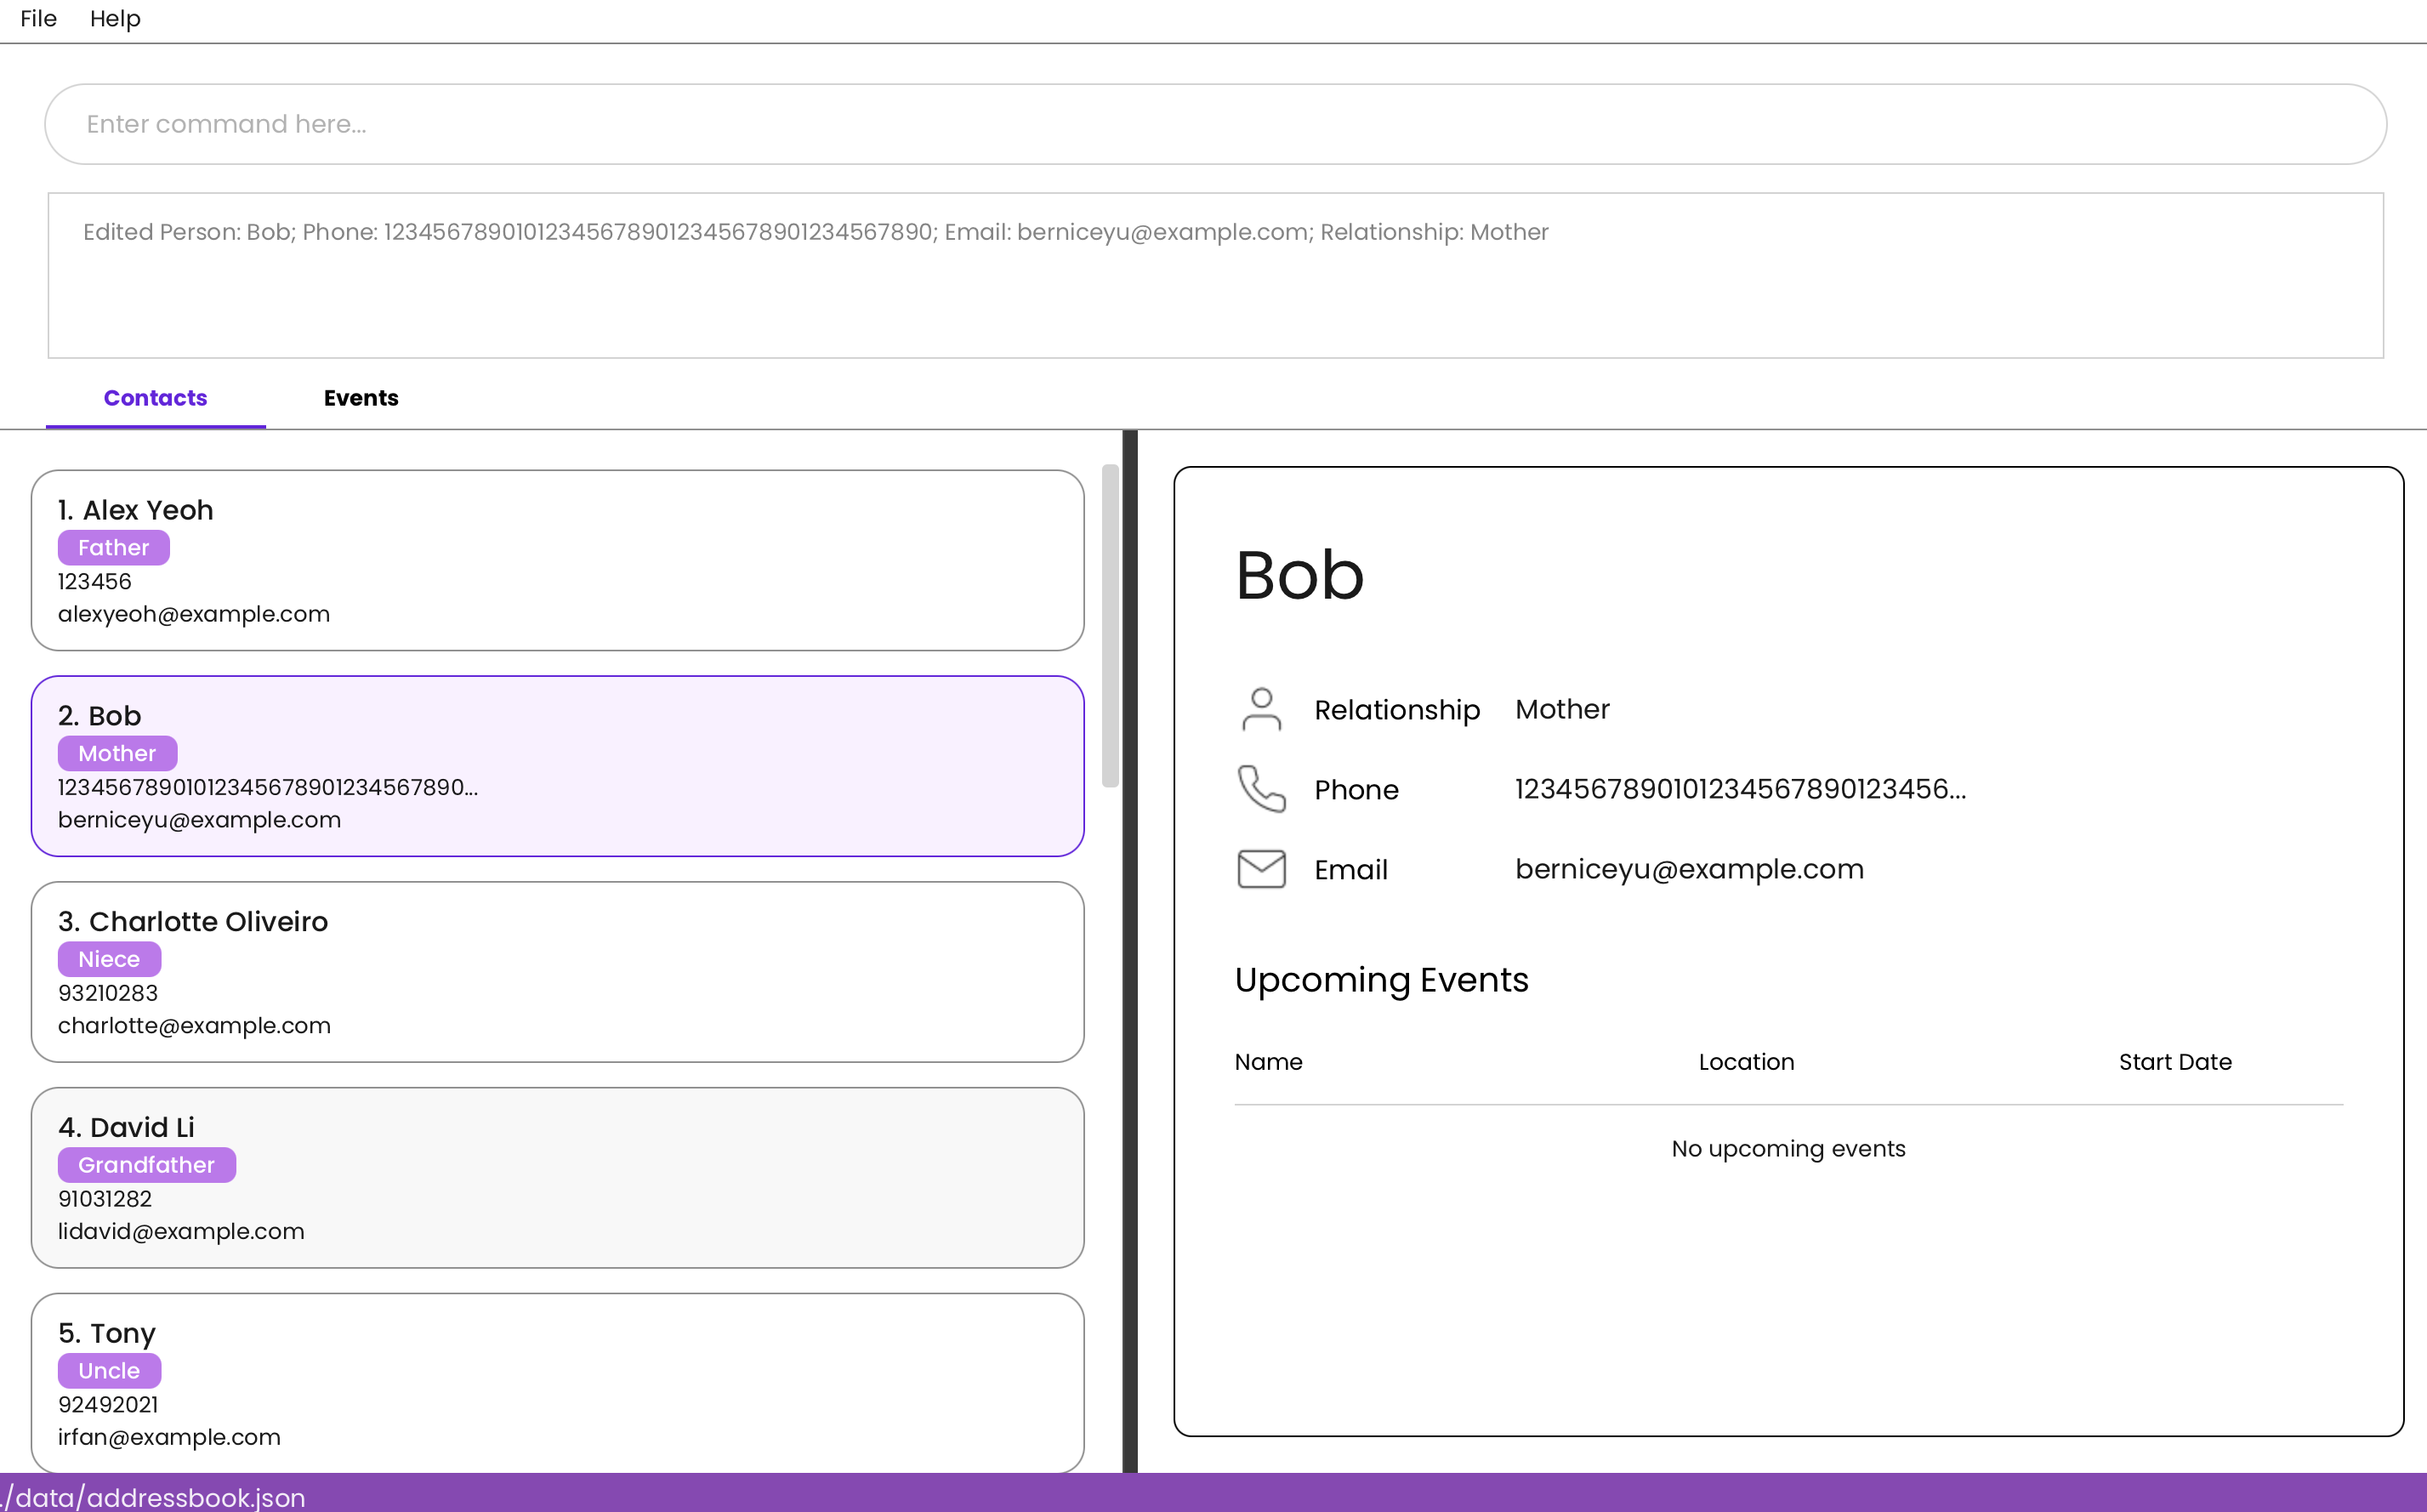 File Help
Enter command here...
Edited Person: Bob; Phone: 1234567890101234567890123456789012345​67890; Email: berniceyu@example.com; Relationship: Mother
Contacts Events
1. Alex Yeoh
Father
123456
alexyeoh@example.com
2. Bob
Mother
12345678901012345678901234567890...
berniceyu@example.com
3. Charlotte Oliveiro
Niece
93210283
charlotte@example.com
4. David Li
Grandfather
91031282
lidavid@example.com
5. Tony
Uncle
92492021
irfan@example.com
Bob
Relationship Mother
Phone 1234567890101234567890123456...
Email berniceyu@example.com
Upcoming Events
Name Location Start Date
No upcoming events
./data/addressbook.json